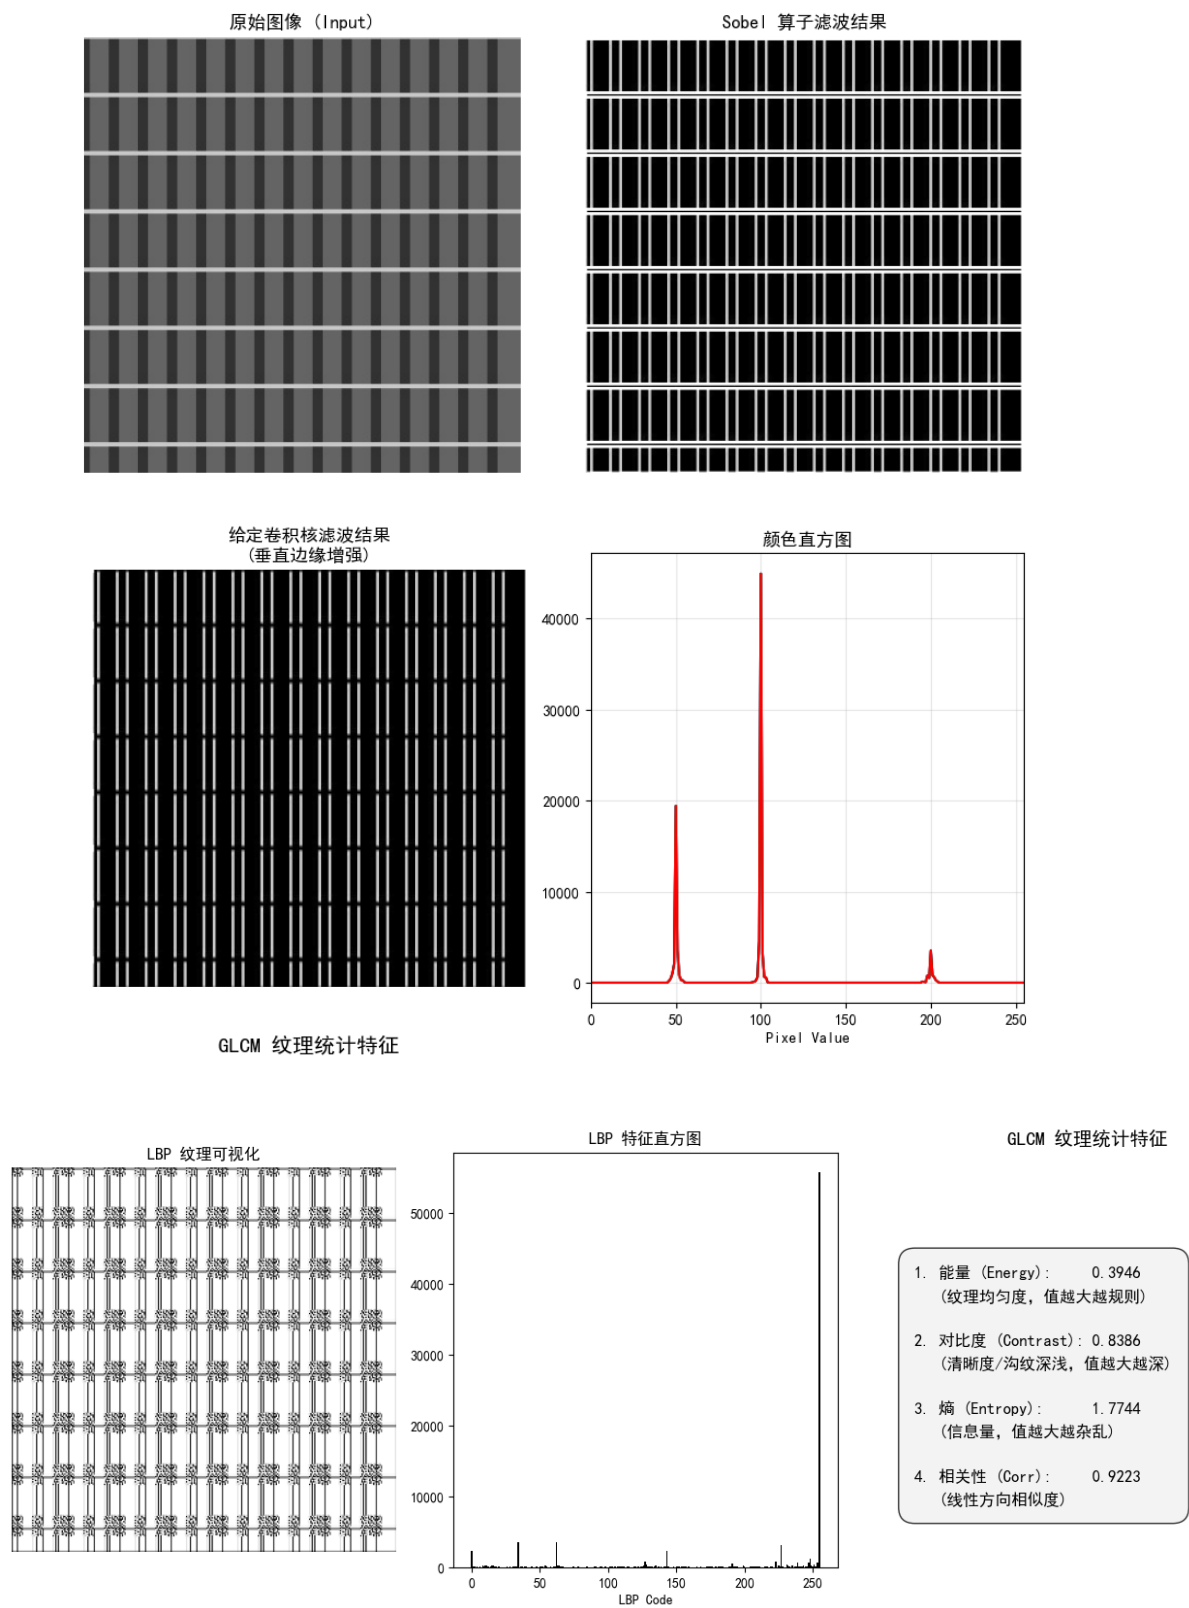 原始图像 (Input)
Sobel 算子滤波结果
给定卷积核滤波结果
(垂直边缘增强)
颜色直方图
40000
30000
20000
10000
0
0 50 100 150 200 250
Pixel Value
GLCM 纹理统计特征
LBP 纹理可视化
LBP 特征直方图
50000
40000
30000
20000
10000
0
0 50 100 150 200 250
LBP Code
GLCM 纹理统计特征
1. 能量 (Energy): 0.3946
(纹理均匀度, 值越大越规则)
2. 对比度 (Contrast): 0.8386
(清晰度/沟纹深浅, 值越大越深)
3. 熵 (Entropy): 1.7744
(信息量, 值越大越杂乱)
4. 相关性 (Corr): 0.9223
(线性方向相似度)